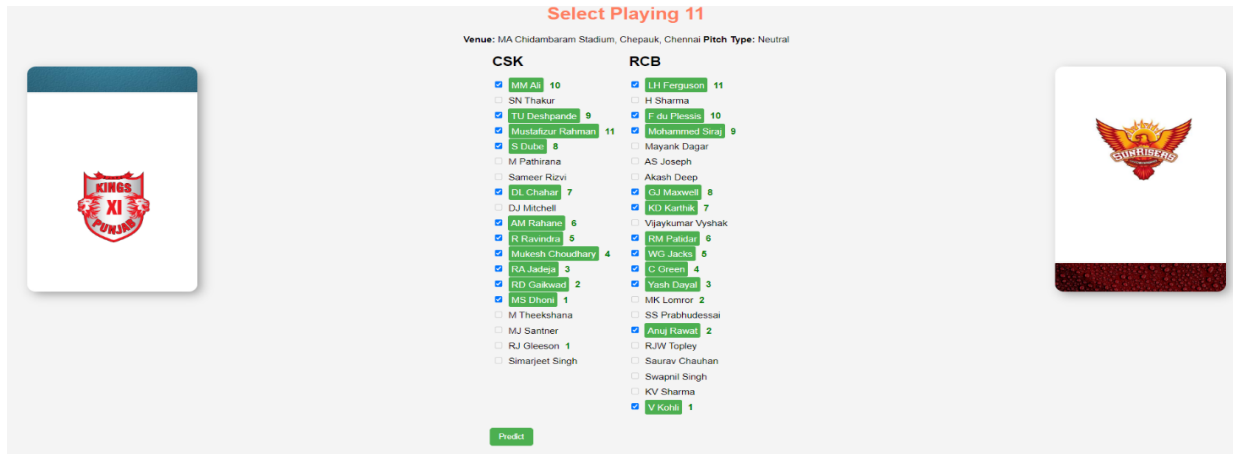 Select Playing 11
Venue: MA Chidambaram Stadium, Chepauk, Chennai Pitch Type: Neutral
CSK
MM Ali 10
SN Thakur
TU Deshpande 9
Mustafizur Rahman 11
S Dube 8
M Pathirana
Sameer Rizvi
DL Chahar 7
DJ Mitchell
AM Rahane 6
R Ravindra 5
Mukesh Choudhary 4
RA Jadeja 3
RD Gaikwad 2
MS Dhoni 1
M Theekshana
MJ Santner
RJ Gleeson 1
Simarjeet Singh
RCB
LH Ferguson 11
H Sharma
F du Plessis 10
Mohammed Siraj 9
Mayank Dagar
AS Joseph
Akash Deep
GJ Maxwell 8
KD Karthik 7
Vijaykumar Vyshak
RM Patidar 6
WG Jacks 5
C Green 4
Yash Dayal 3
MK Lomror 2
SS Prabhudessai
Anuj Rawat 2
RJW Topley
Saurav Chauhan
Swapnil Singh
KV Sharma
V Kohli 1
Predict
KINGS
XI
PUNJAB
SUNRISERS